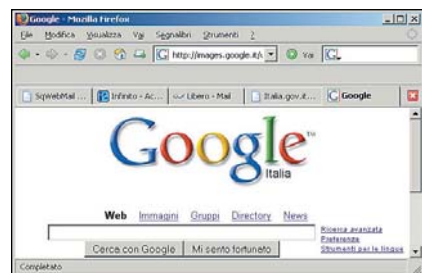 Google - Mozilla Firefox
File Modifica Visualizza Vai Segnalibri Strumenti ?
http://images.google.it/ Vai
SqWebMail ... Infinito - Ac... Libero - Mail Italia.gov.it... Google
Google™
Italia
Web Immagini Gruppi Directory News
Ricerca avanzata
Preferenze
Strumenti per le lingue
Cerca con Google Mi sento fortunato
Completato